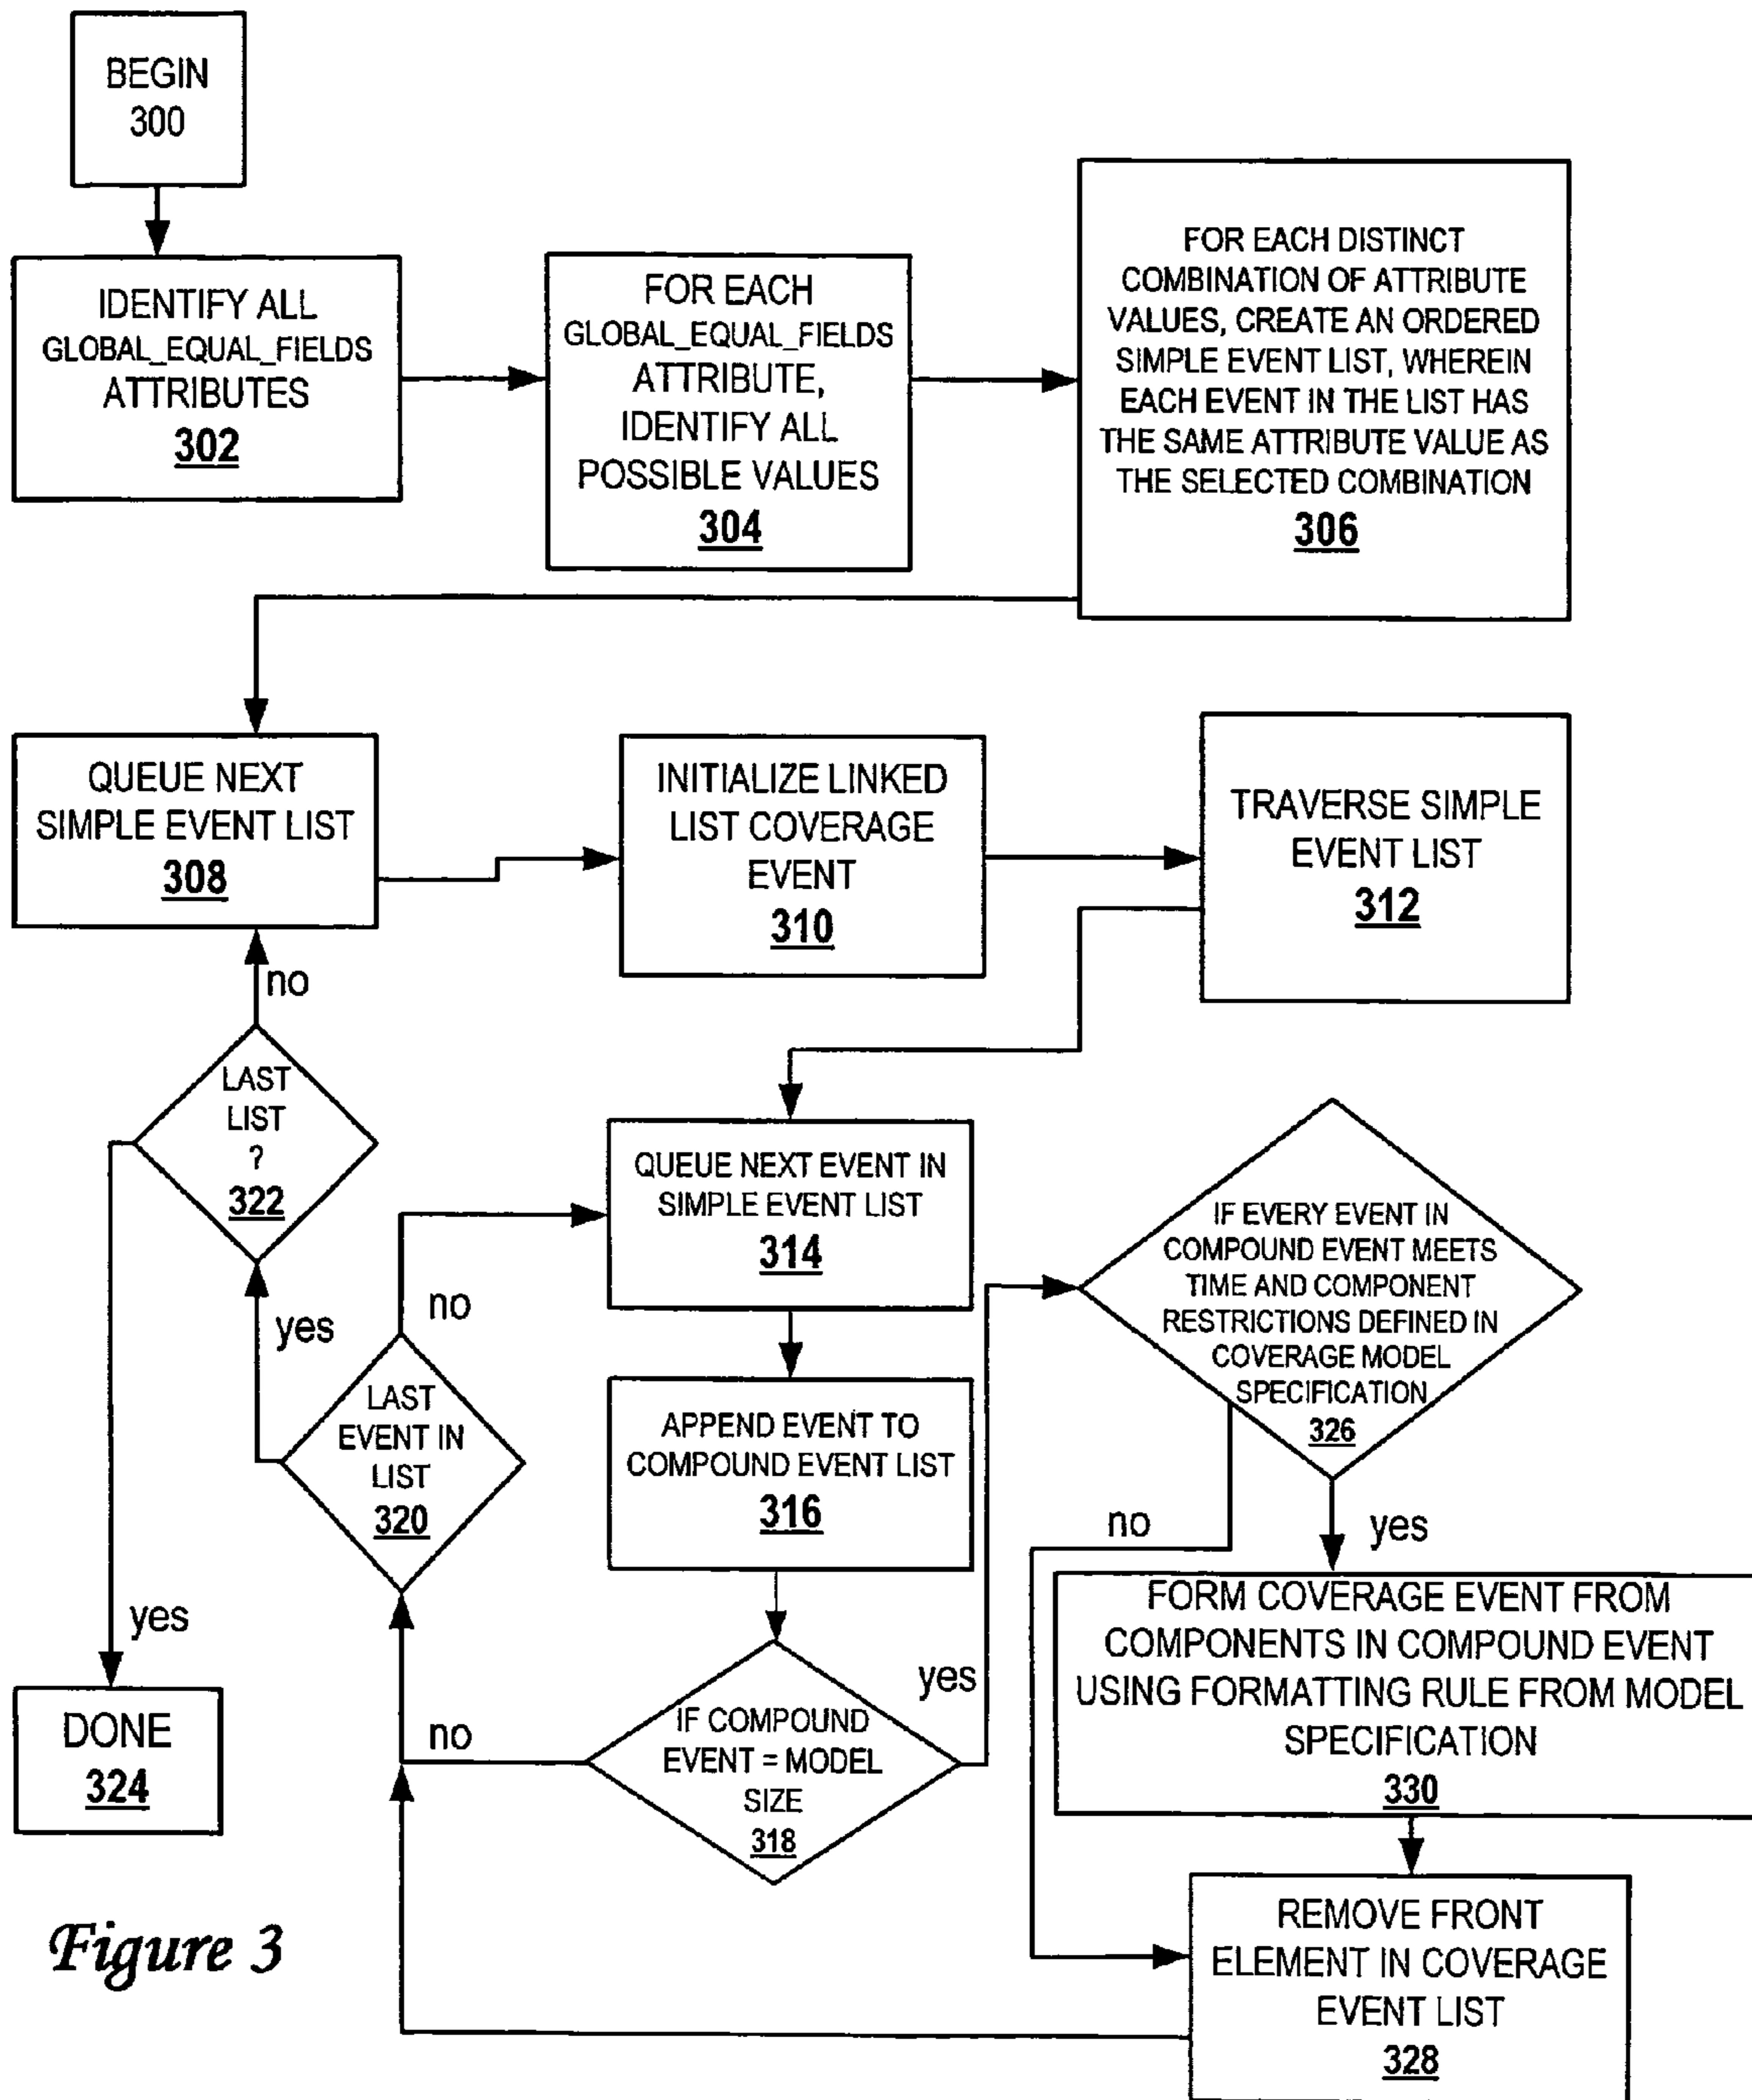 BEGIN
300
IDENTIFY ALL
GLOBAL_EQUAL_FIELDS
ATTRIBUTES
302
FOR EACH
GLOBAL_EQUAL_FIELDS
ATTRIBUTE,
IDENTIFY ALL
POSSIBLE VALUES
304
FOR EACH DISTINCT
COMBINATION OF ATTRIBUTE
VALUES, CREATE AN ORDERED
SIMPLE EVENT LIST, WHEREIN
EACH EVENT IN THE LIST HAS
THE SAME ATTRIBUTE VALUE AS
THE SELECTED COMBINATION
306
QUEUE NEXT
SIMPLE EVENT LIST
308
INITIALIZE LINKED
LIST COVERAGE
EVENT
310
TRAVERSE SIMPLE
EVENT LIST
312
no
LAST
LIST
?
322
yes
QUEUE NEXT EVENT IN
SIMPLE EVENT LIST
314
no
LAST
EVENT IN
LIST
320
APPEND EVENT TO
COMPOUND EVENT LIST
316
IF EVERY EVENT IN
COMPOUND EVENT MEETS
TIME AND COMPONENT
RESTRICTIONS DEFINED IN
COVERAGE MODEL
SPECIFICATION
326
no
yes
yes
DONE
324
no
IF COMPOUND
EVENT = MODEL
SIZE
318
yes
FORM COVERAGE EVENT FROM
COMPONENTS IN COMPOUND EVENT
USING FORMATTING RULE FROM MODEL
SPECIFICATION
330
REMOVE FRONT
ELEMENT IN COVERAGE
EVENT LIST
328
Figure 3